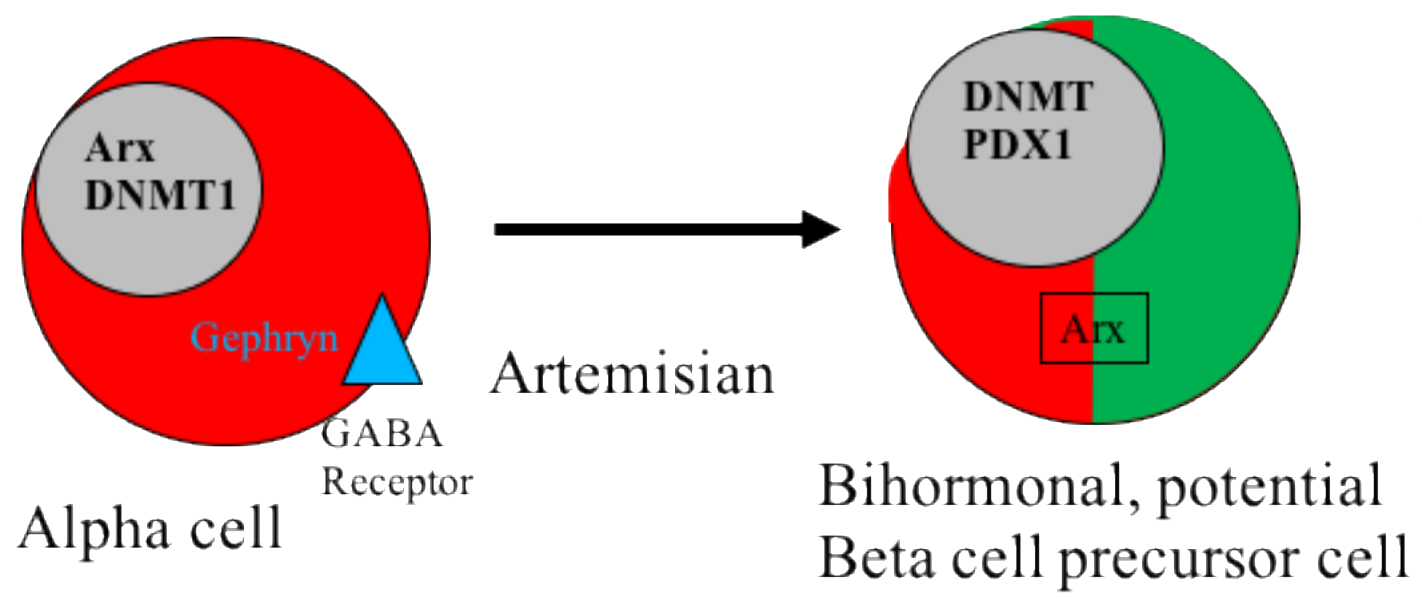 Arx
DNMT1
Gephryn
GABA
Receptor
Alpha cell
Artemisian
DNMT
PDX1
Arx
Bihormonal, potential
Beta cell precursor cell